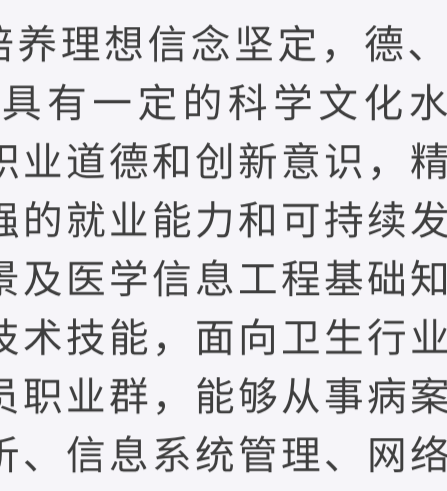 培养理想信念坚定，德、
具有一定的科学文化水
职业道德和创新意识，精
强的就业能力和可持续发
景及医学信息工程基础知
技术技能，面向卫生行业
员职业群，能够从事病案
析、信息系统管理、网络